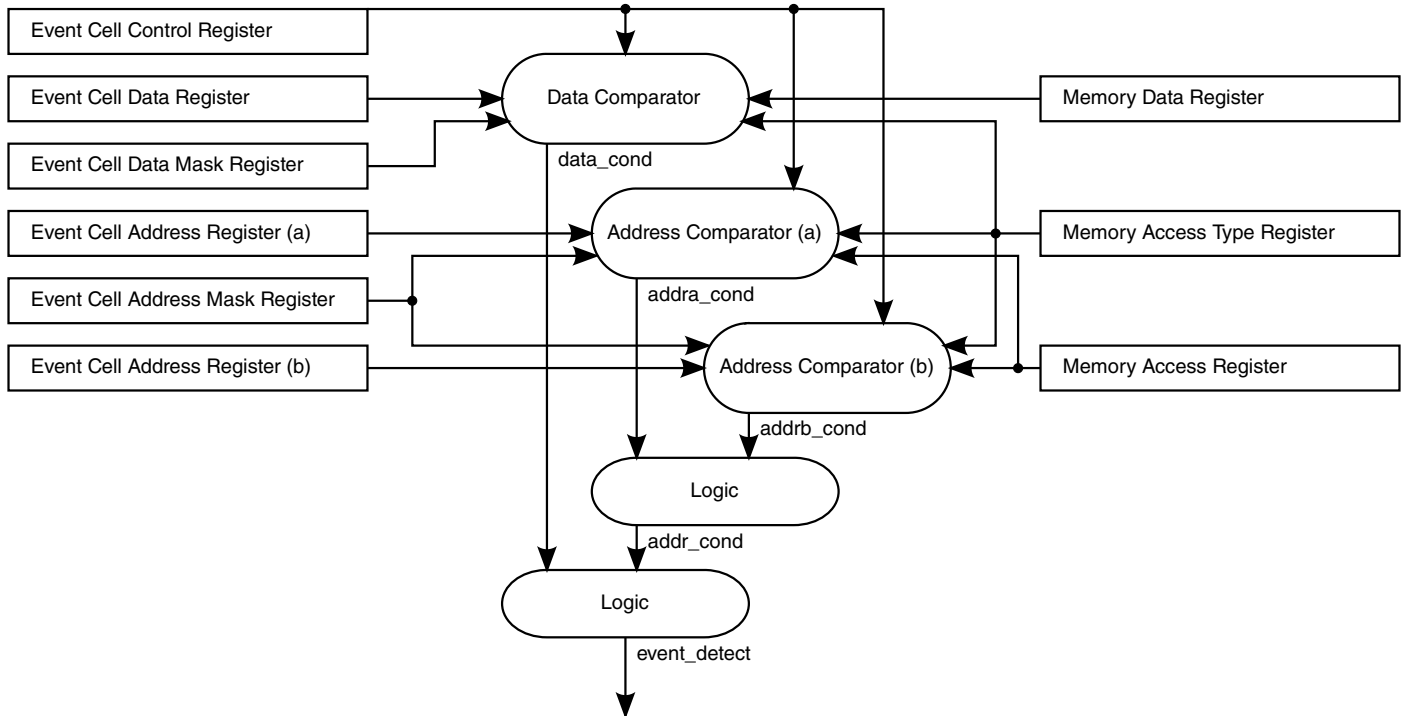 Event Cell Control Register
Event Cell Data Register
Data Comparator
Memory Data Register
Event Cell Data Mask Register
data_cond
Event Cell Address Register (a)
Address Comparator (a)
Memory Access Type Register
Event Cell Address Mask Register
addra_cond
Event Cell Address Register (b)
Address Comparator (b)
Memory Access Register
addrb_cond
Logic
addr_cond
Logic
event_detect